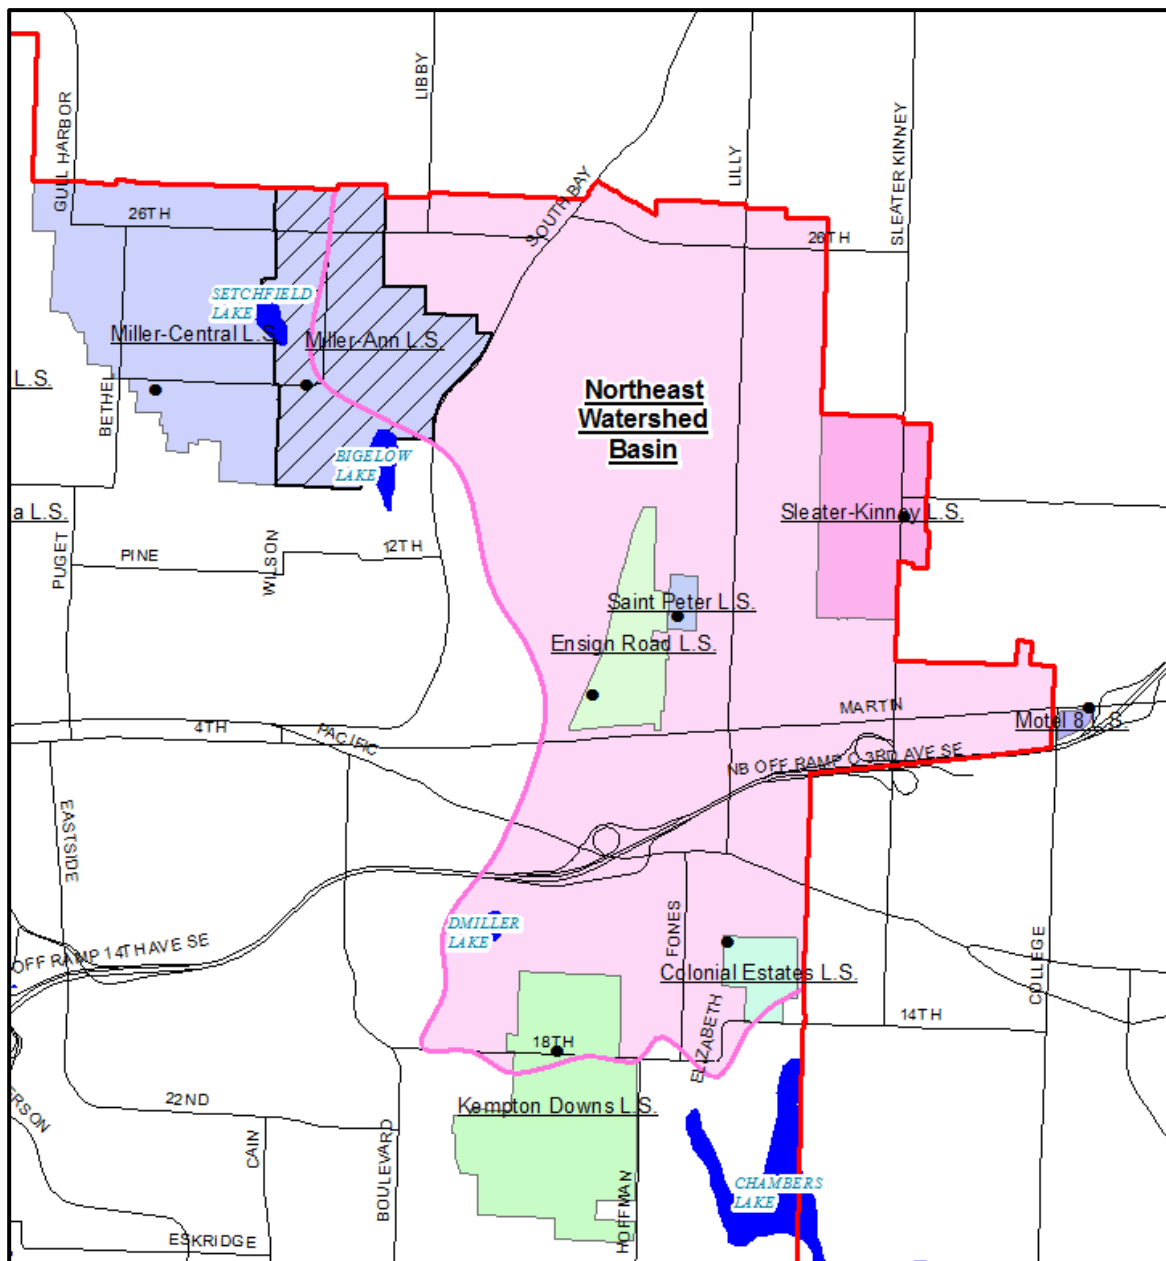 LIBBY
GULL HARBOR
SLEATER KINNEY
LILLY
SOUTH BAY
26TH
26TH
SETCHFIELD
LAKE
Miller-Central L.S.
Miller-Ann L.S.
L.S.
BETHEL
Northeast
Watershed
Basin
BIGELOW
LAKE
a L.S.
Sleater-Kinney L.S.
PUGET
PINE
WILSON
12TH
Saint Peter L.S.
Ensign Road L.S.
MARTIN
Motel 8 L.S.
4TH
PACIFIC
NB OFF RAMP O 3RD AVE SE
EASTSIDE
DMILLER
LAKE
FONES
OFF RAMP 14TH AVE SE
Colonial Estates L.S.
COLLEGE
ELIZABETH
14TH
18TH
22ND
Kempton Downs L.S.
ERSON
CAIN
BOULEVARD
HOFFMAN
CHAMBERS
LAKE
ESKRIDGE